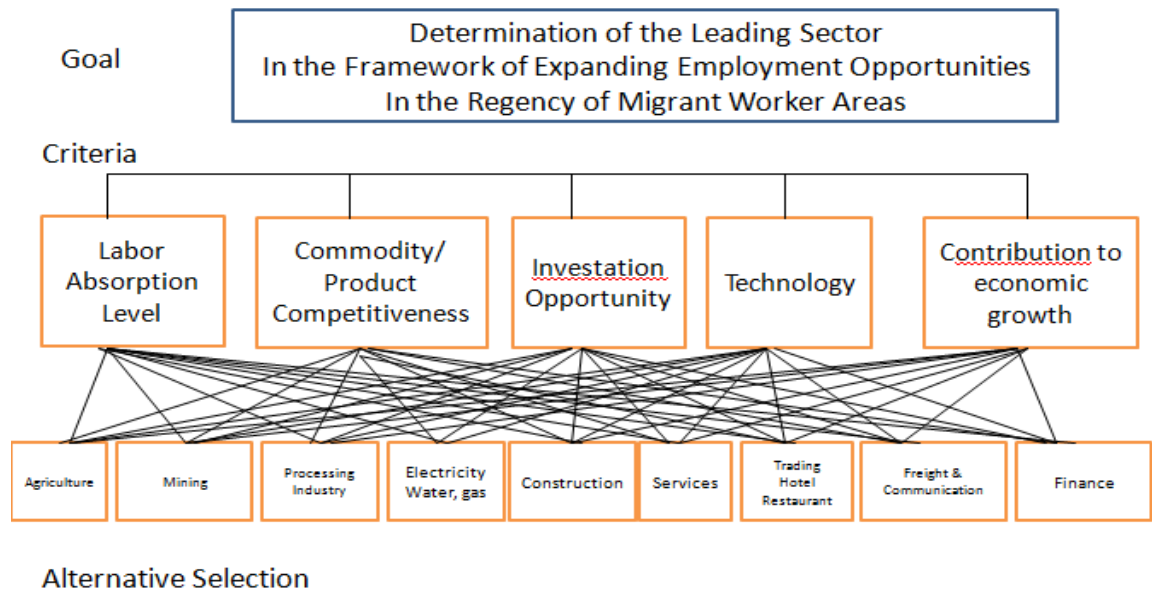 Goal
Determination of the Leading Sector
In the Framework of Expanding Employment Opportunities
In the Regency of Migrant Worker Areas
Criteria
Labor
Absorption
Level
Commodity/
Product
Competitiveness
Investation
Opportunity
Technology
Contribution to
economic
growth
Agriculture
Mining
Processing
Industry
Electricity
Water, gas
Construction
Services
Trading
Hotel
Restaurant
Freight &
Communication
Finance
Alternative Selection